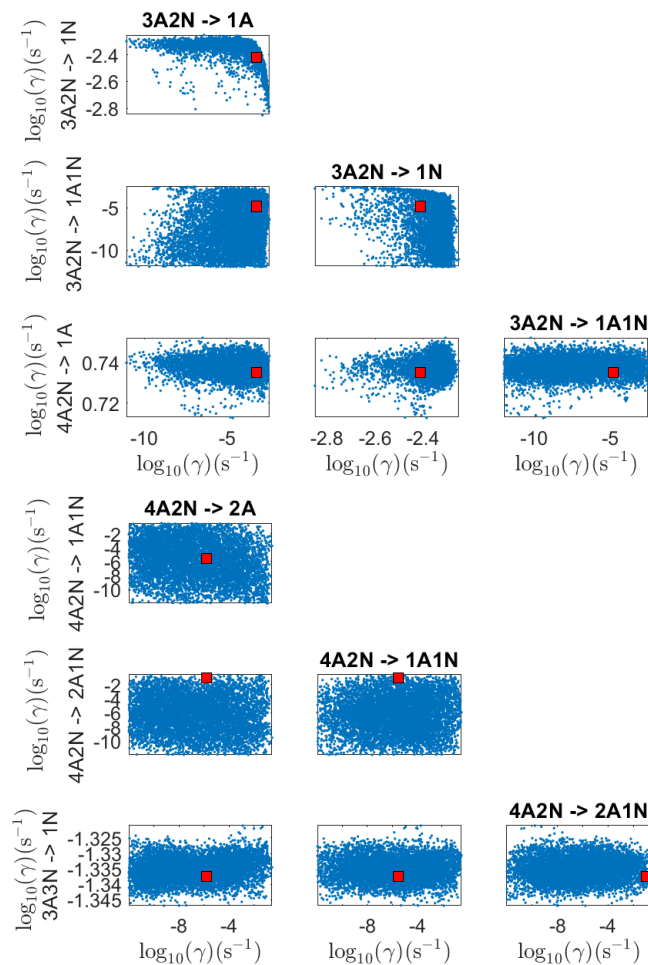 3A2N -> 1A
log₁₀(γ)(s⁻¹)
3A2N -> 1N
-2.4
-2.6
-2.8
3A2N -> 1N
log₁₀(γ)(s⁻¹)
3A2N -> 1A1N
-5
-10
3A2N -> 1A1N
log₁₀(γ)(s⁻¹)
4A2N -> 1A
0.74
0.72
-10 -5
-2.8 -2.6 -2.4
-10 -5
log₁₀(γ)(s⁻¹) log₁₀(γ)(s⁻¹) log₁₀(γ)(s⁻¹)
4A2N -> 2A
log₁₀(γ)(s⁻¹)
4A2N -> 1A1N
-2
-4
-6
-8
-10
4A2N -> 1A1N
log₁₀(γ)(s⁻¹)
4A2N -> 2A1N
-2
-4
-6
-8
-10
4A2N -> 2A1N
log₁₀(γ)(s⁻¹)
3A3N -> 1N
-1.325
-1.33
-1.335
-1.34
-1.345
-8 -4
-8 -4
-8 -4
log₁₀(γ)(s⁻¹) log₁₀(γ)(s⁻¹) log₁₀(γ)(s⁻¹)